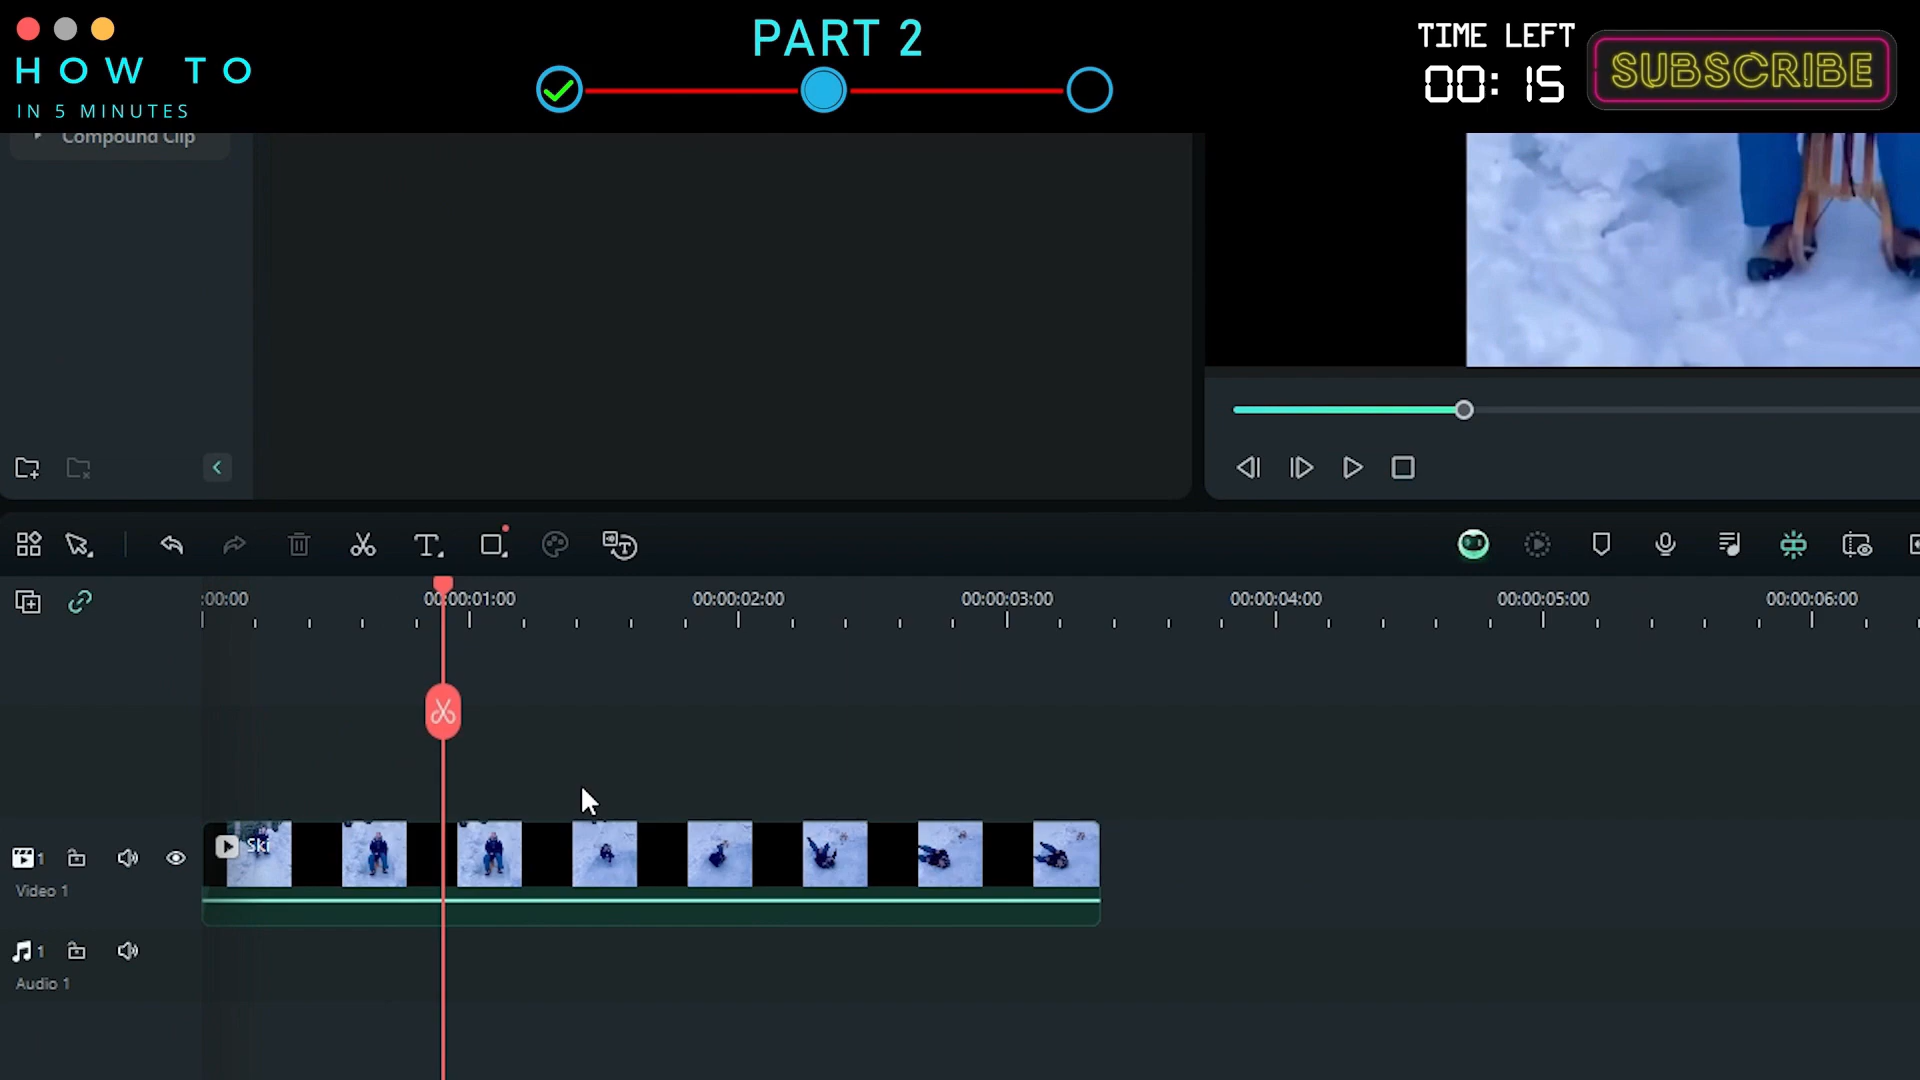 HOW TO
IN 5 MINUTES
PART 2
TIME LEFT
00: 15
SUBSCRIBE
Compound Clip
:00:00
00:00:01:00
00:00:02:00
00:00:03:00
00:00:04:00
00:00:05:00
00:00:06:00
Ski
1
Video 1
1
Audio 1